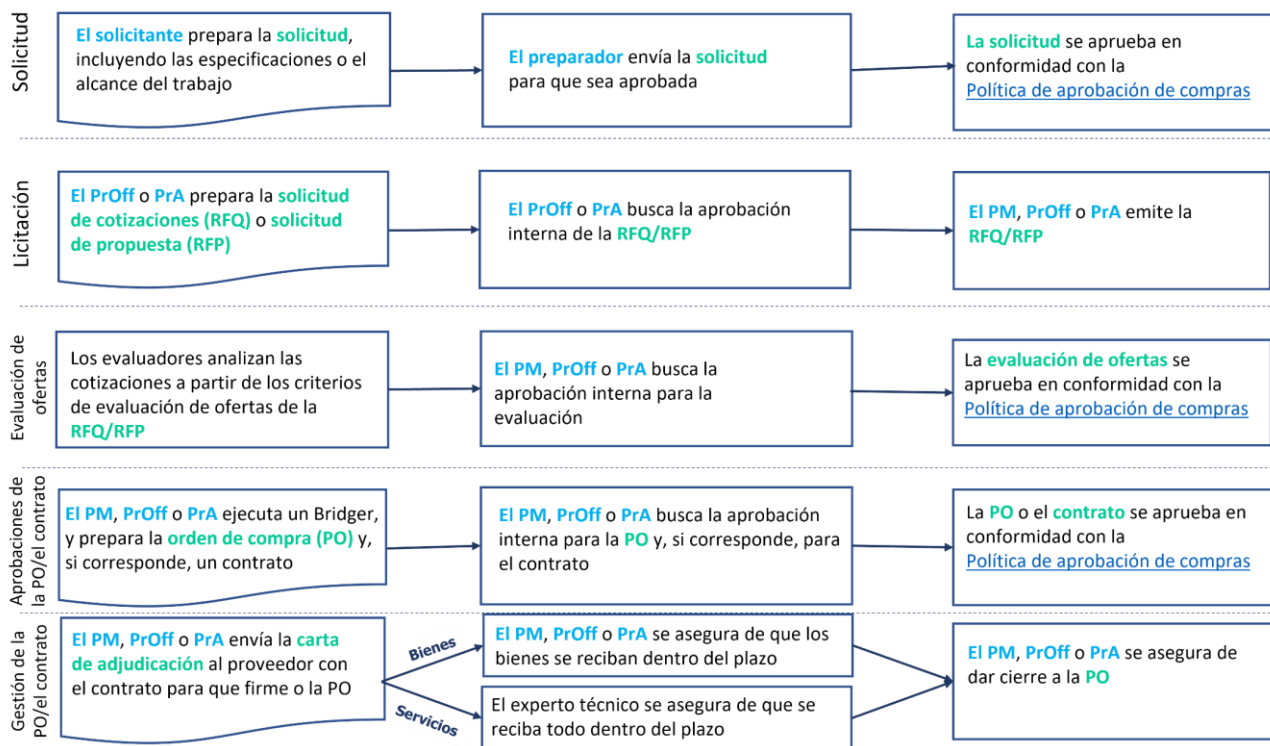 Solicitud
El solicitante prepara la solicitud,
incluyendo las especificaciones o el
alcance del trabajo
El preparador envía la solicitud
para que sea aprobada
La solicitud se aprueba en
conformidad con la
Política de aprobación de compras
Licitación
El PrOff o PrA prepara la solicitud
de cotizaciones (RFQ) o solicitud
de propuesta (RFP)
El PrOff o PrA busca la aprobación
interna de la RFQ/RFP
El PM, PrOff o PrA emite la
RFQ/RFP
Evaluación de
ofertas
Los evaluadores analizan las
cotizaciones a partir de los criterios
de evaluación de ofertas de la
RFQ/RFP
El PM, PrOff o PrA busca la
aprobación interna para la
evaluación
La evaluación de ofertas se
aprueba en conformidad con la
Política de aprobación de compras
Aprobaciones de
la PO/el contrato
El PM, PrOff o PrA ejecuta un Bridger,
y prepara la orden de compra (PO) y,
si corresponde, un contrato
El PM, PrOff o PrA busca la aprobación
interna para la PO y, si corresponde, para
el contrato
La PO o el contrato se aprueba en
conformidad con la
Política de aprobación de compras
Gestión de la
PO/el contrato
El PM, PrOff o PrA envía la carta
de adjudicación al proveedor con
el contrato para que firme o la PO
Bienes
El PM, PrOff o PrA se asegura de que los
bienes se reciban dentro del plazo
Servicios
El experto técnico se asegura de que se
reciba todo dentro del plazo
El PM, PrOff o PrA se asegura de
dar cierre a la PO